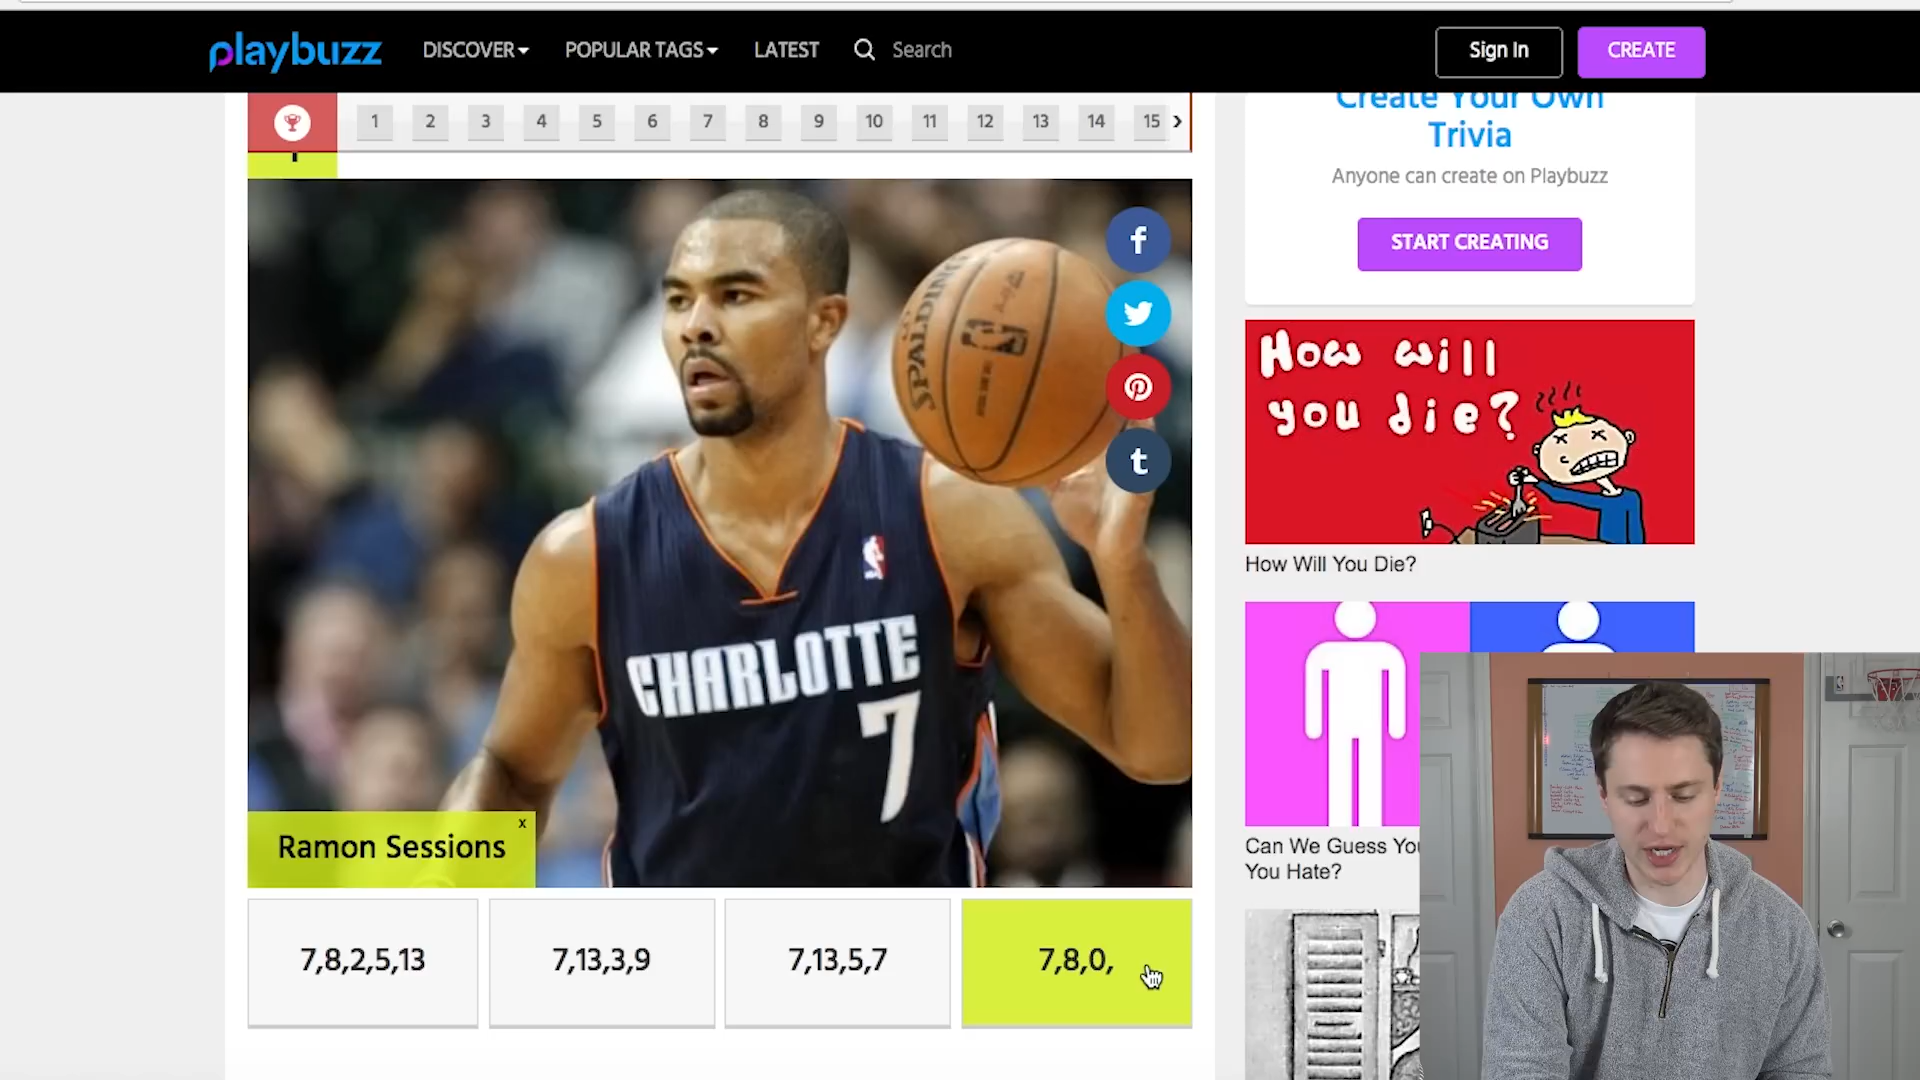 playbuzz
DISCOVER
POPULAR TAGS
LATEST
Search
Sign In
CREATE
1 2 3 4 5 6 7 8 9 10 11 12 13 14 15
Create Your Own
Trivia
Anyone can create on Playbuzz
START CREATING
SPALDING
f
t
CHARLOTTE
7
Ramon Sessions
x
7,8,2,5,13
7,13,3,9
7,13,5,7
7,8,0,
How will
you die?
How Will You Die?
Can We Guess You
You Hate?